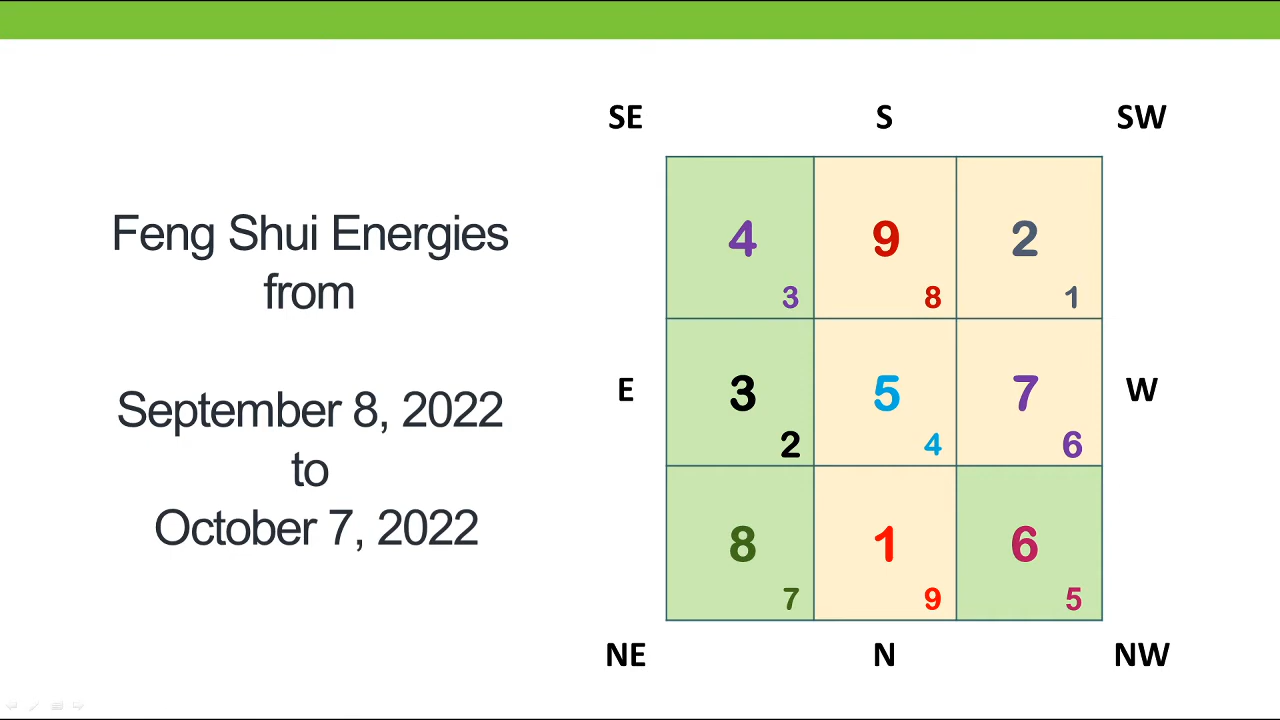 Feng Shui Energies
from
September 8, 2022
to
October 7, 2022
SE S SW
4 9 2
3 8 1
E 3 5 7 W
2 4 6
8 1 6
7 9 5
NE N NW